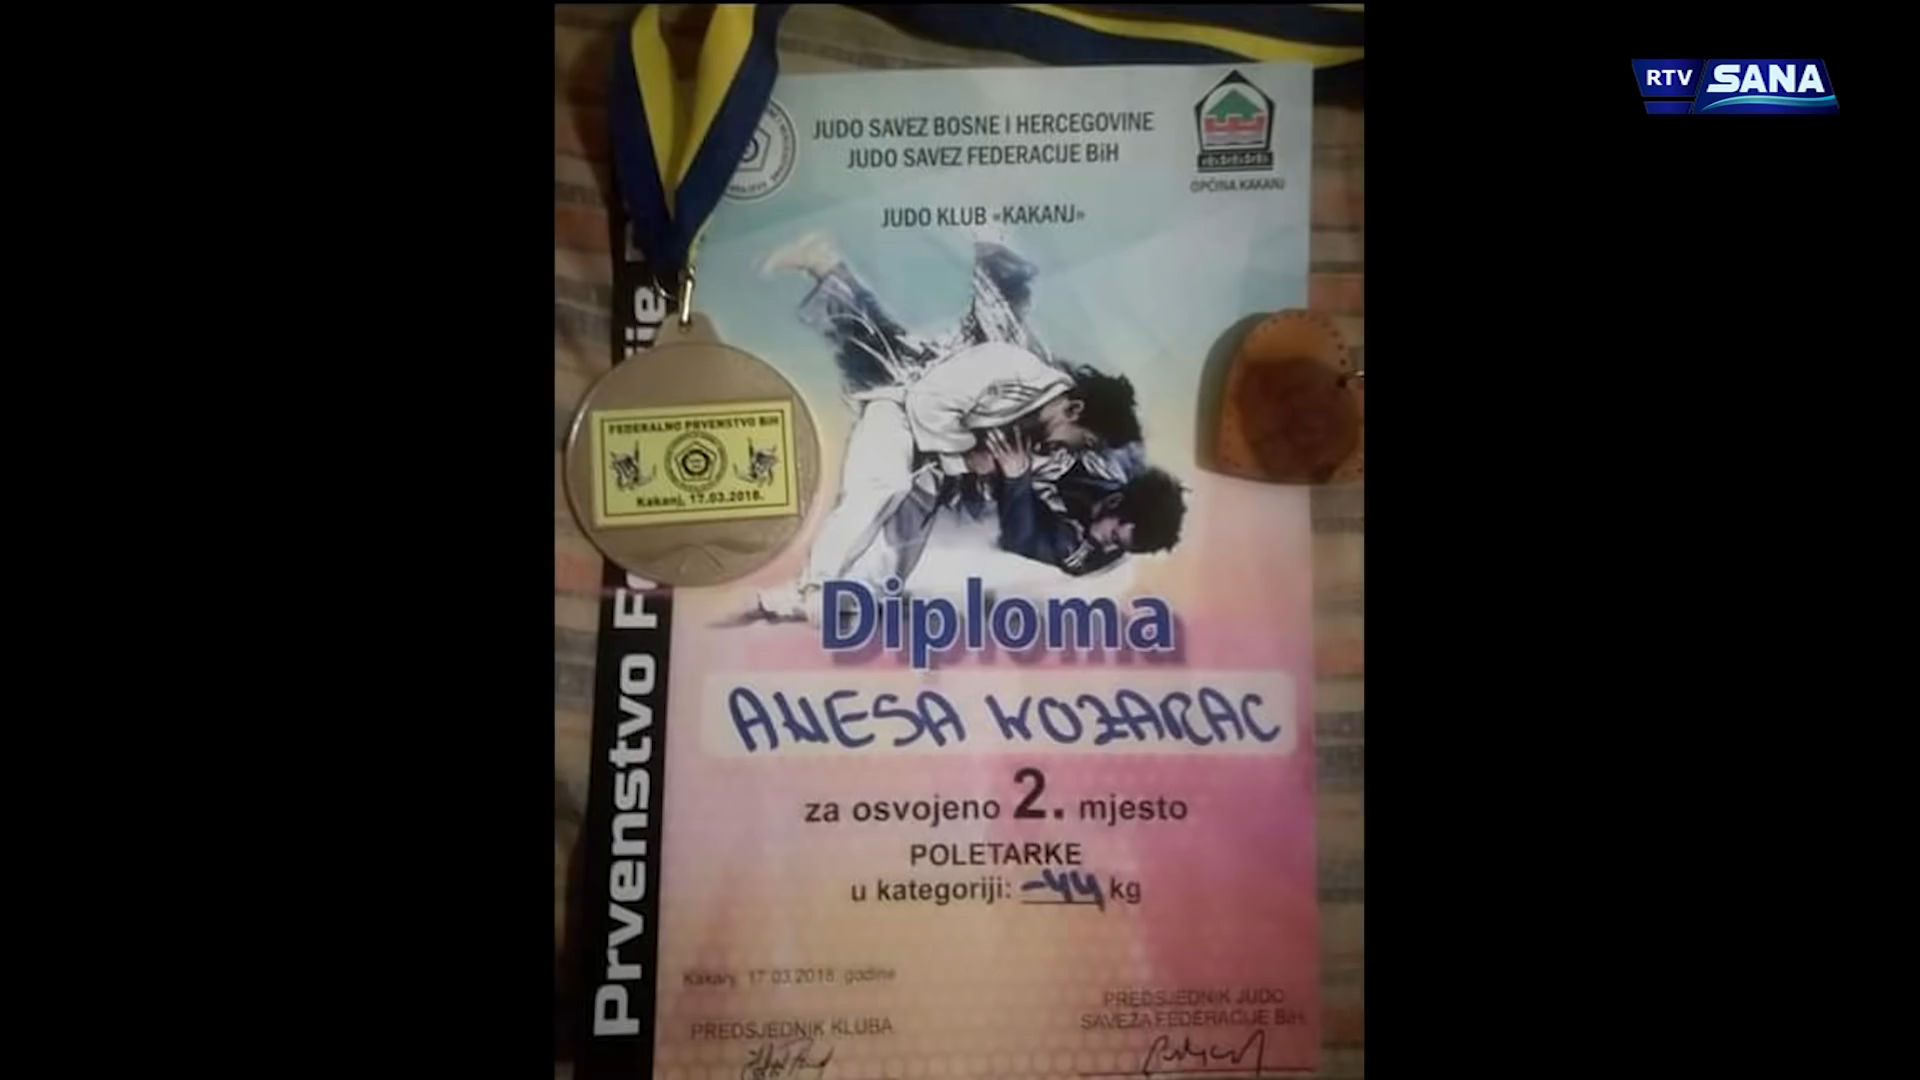 RTV SANA
JUDO SAVEZ BOSNE I HERCEGOVINE
JUDO SAVEZ FEDERACIJE BiH
OPĆINA KAKANJ
JUDO KLUB «KAKANJ»
FEDERALNO PRVENSTVO BiH
Kakanj, 17.03.2018.
Prvenstvo
Diploma
ANESA KOZARAC
za osvojeno 2. mjesto
POLETARKE
u kategoriji: -44 kg
Kakanj, 17.03.2018. godine
PREDSJEDNIK KLUBA
PREDSJEDNIK JUDO
SAVEZA FEDERACIJE BiH